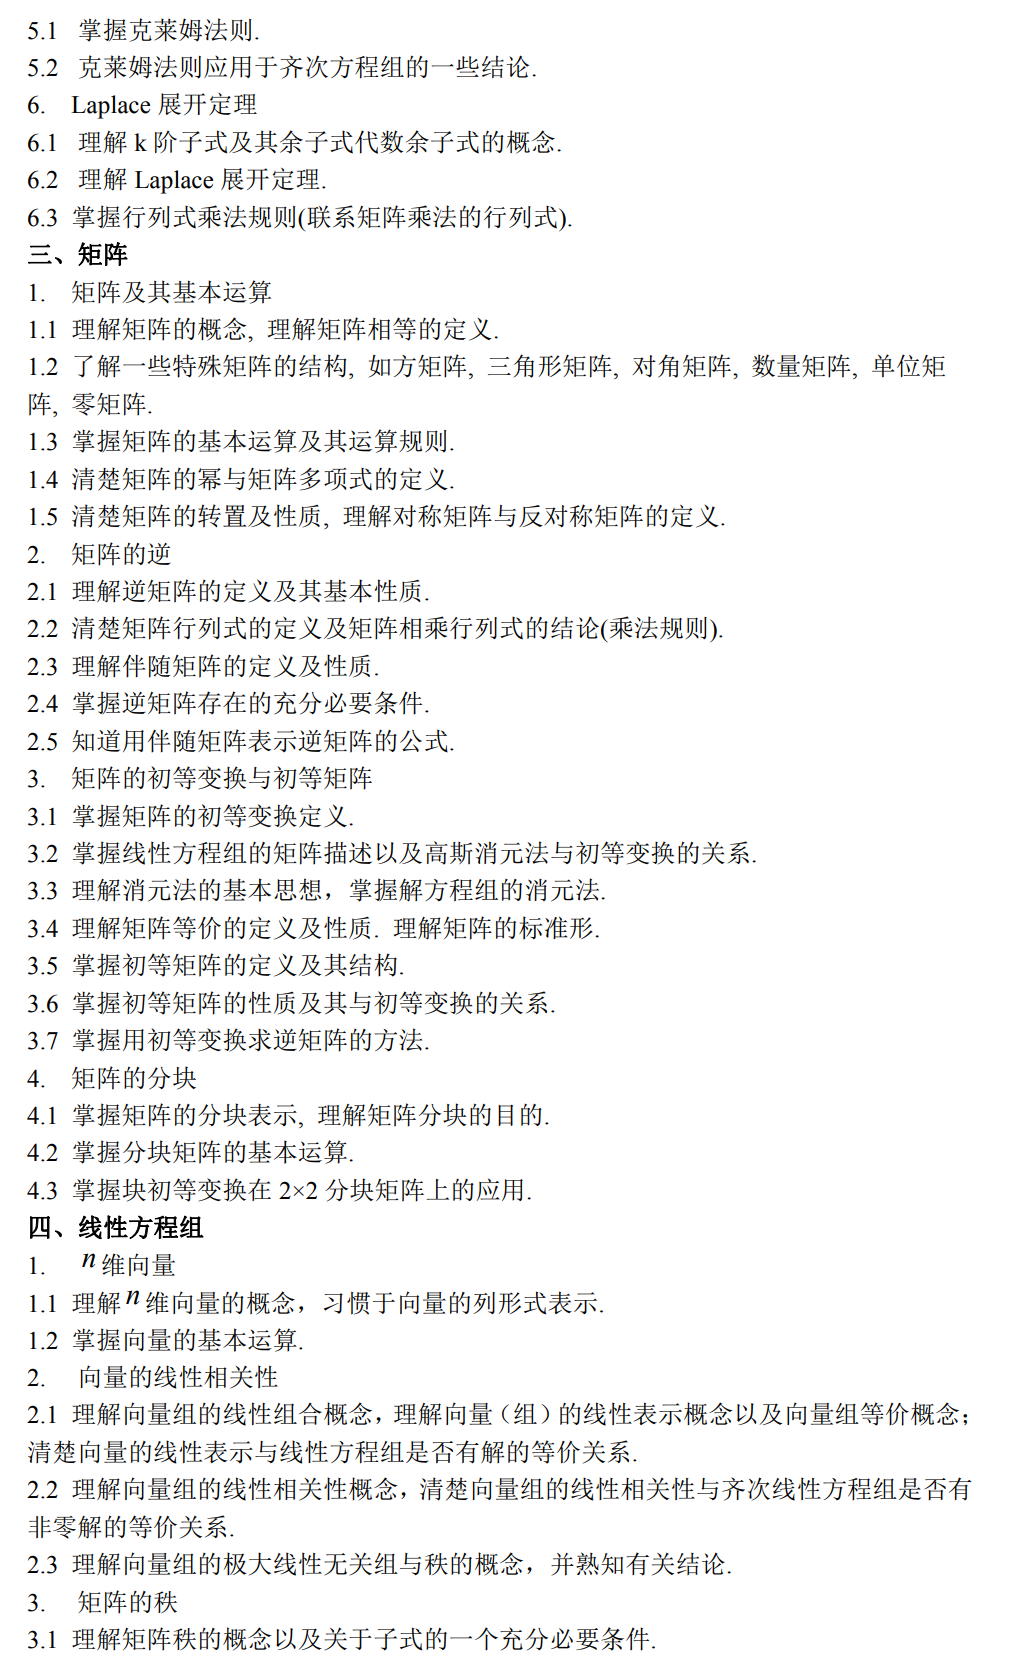 5.1 掌握克莱姆法则.
5.2 克莱姆法则应用于齐次方程组的一些结论.
6. Laplace 展开定理
6.1 理解 k 阶子式及其余子式代数余子式的概念.
6.2 理解 Laplace 展开定理.
6.3 掌握行列式乘法规则(联系矩阵乘法的行列式).
三、矩阵
1. 矩阵及其基本运算
1.1 理解矩阵的概念, 理解矩阵相等的定义.
1.2 了解一些特殊矩阵的结构, 如方矩阵, 三角形矩阵, 对角矩阵, 数量矩阵, 单位矩
阵, 零矩阵.
1.3 掌握矩阵的基本运算及其运算规则.
1.4 清楚矩阵的幂与矩阵多项式的定义.
1.5 清楚矩阵的转置及性质, 理解对称矩阵与反对称矩阵的定义.
2. 矩阵的逆
2.1 理解逆矩阵的定义及其基本性质.
2.2 清楚矩阵行列式的定义及矩阵相乘行列式的结论(乘法规则).
2.3 理解伴随矩阵的定义及性质.
2.4 掌握逆矩阵存在的充分必要条件.
2.5 知道用伴随矩阵表示逆矩阵的公式.
3. 矩阵的初等变换与初等矩阵
3.1 掌握矩阵的初等变换定义.
3.2 掌握线性方程组的矩阵描述以及高斯消元法与初等变换的关系.
3.3 理解消元法的基本思想，掌握解方程组的消元法.
3.4 理解矩阵等价的定义及性质. 理解矩阵的标准形.
3.5 掌握初等矩阵的定义及其结构.
3.6 掌握初等矩阵的性质及其与初等变换的关系.
3.7 掌握用初等变换求逆矩阵的方法.
4. 矩阵的分块
4.1 掌握矩阵的分块表示, 理解矩阵分块的目的.
4.2 掌握分块矩阵的基本运算.
4.3 掌握块初等变换在 2×2 分块矩阵上的应用.
四、线性方程组
1. n 维向量
1.1 理解 n 维向量的概念，习惯于向量的列形式表示.
1.2 掌握向量的基本运算.
2. 向量的线性相关性
2.1 理解向量组的线性组合概念，理解向量（组）的线性表示概念以及向量组等价概念；
清楚向量的线性表示与线性方程组是否有解的等价关系.
2.2 理解向量组的线性相关性概念，清楚向量组的线性相关性与齐次线性方程组是否有
非零解的等价关系.
2.3 理解向量组的极大线性无关组与秩的概念，并熟知有关结论.
3. 矩阵的秩
3.1 理解矩阵秩的概念以及关于子式的一个充分必要条件.